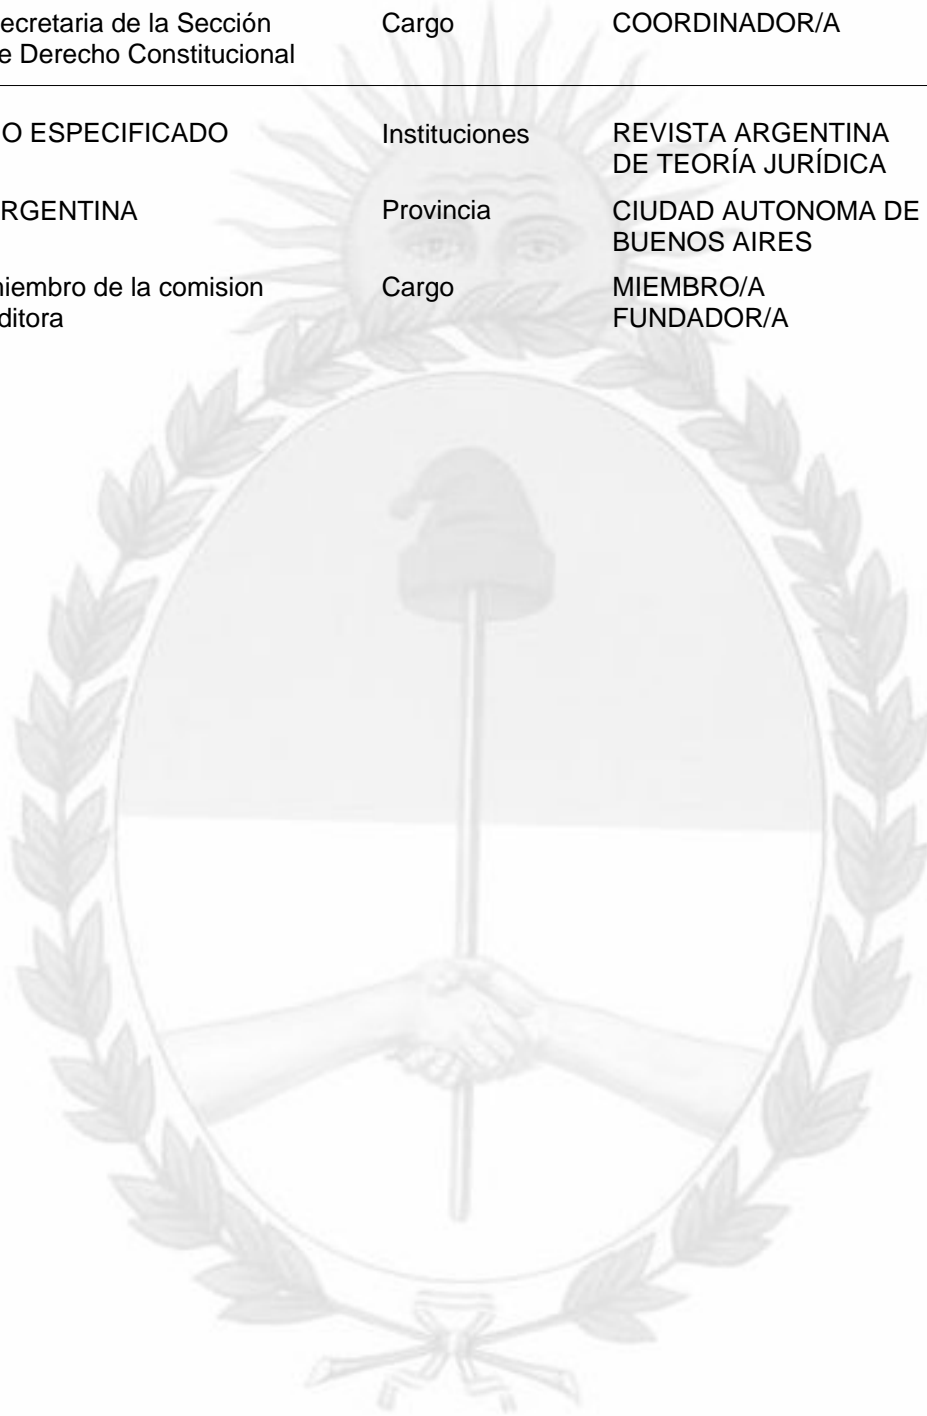 ecretaria de la Sección Cargo COORDINADOR/A
e Derecho Constitucional
O ESPECIFICADO Instituciones REVISTA ARGENTINA
DE TEORÍA JURÍDICA
RGENTINA Provincia CIUDAD AUTONOMA DE
BUENOS AIRES
miembro de la comision Cargo MIEMBRO/A
ditora FUNDADOR/A